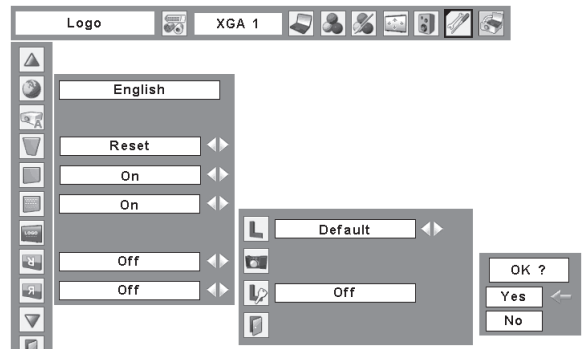 Logo XGA 1
English
Reset
On
On
Default
Off
Off
Off
OK ?
Yes
No